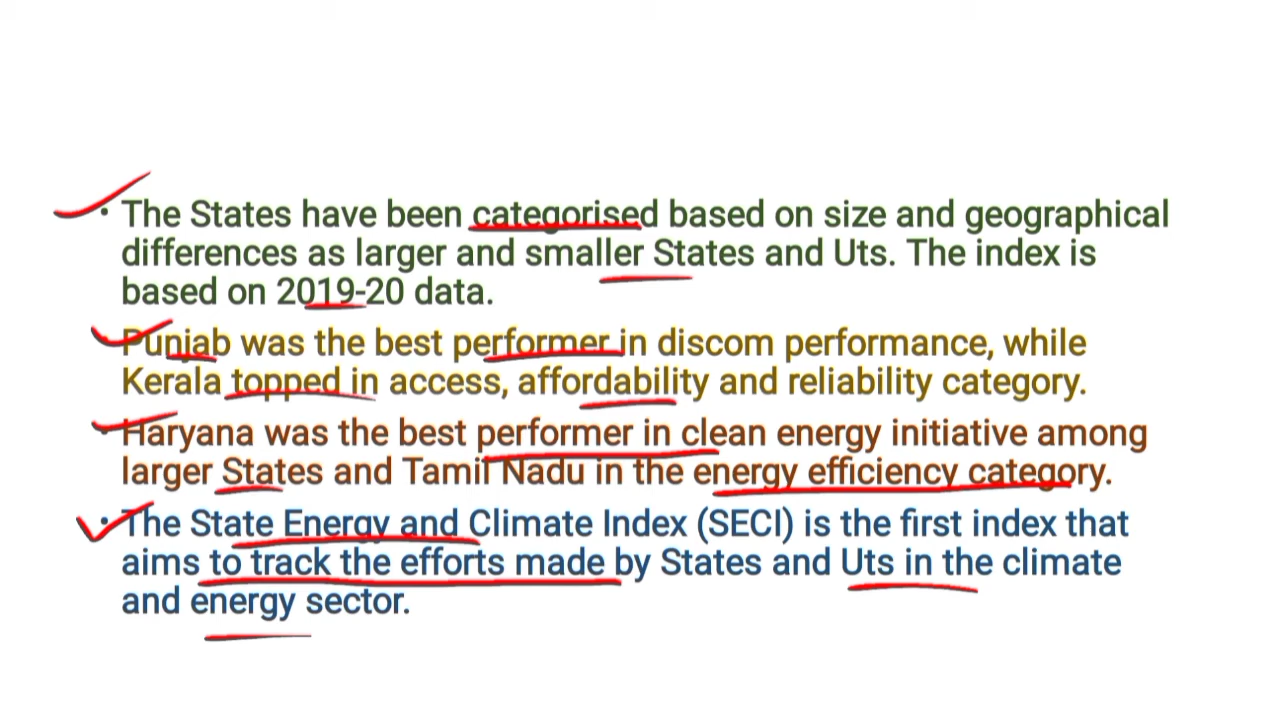 • The States have been categorised based on size and geographical
differences as larger and smaller States and Uts. The index is
based on 2019-20 data.
Punjab was the best performer in discom performance, while
Kerala topped in access, affordability and reliability category.
• Haryana was the best performer in clean energy initiative among
larger States and Tamil Nadu in the energy efficiency category.
• The State Energy and Climate Index (SECI) is the first index that
aims to track the efforts made by States and Uts in the climate
and energy sector.